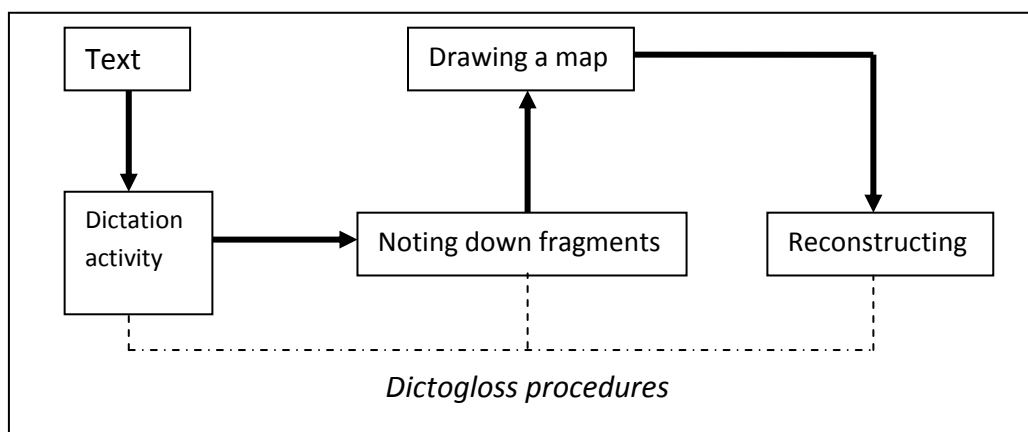 Text
Drawing a map
Dictation
activity
Noting down fragments
Reconstructing
Dictogloss procedures